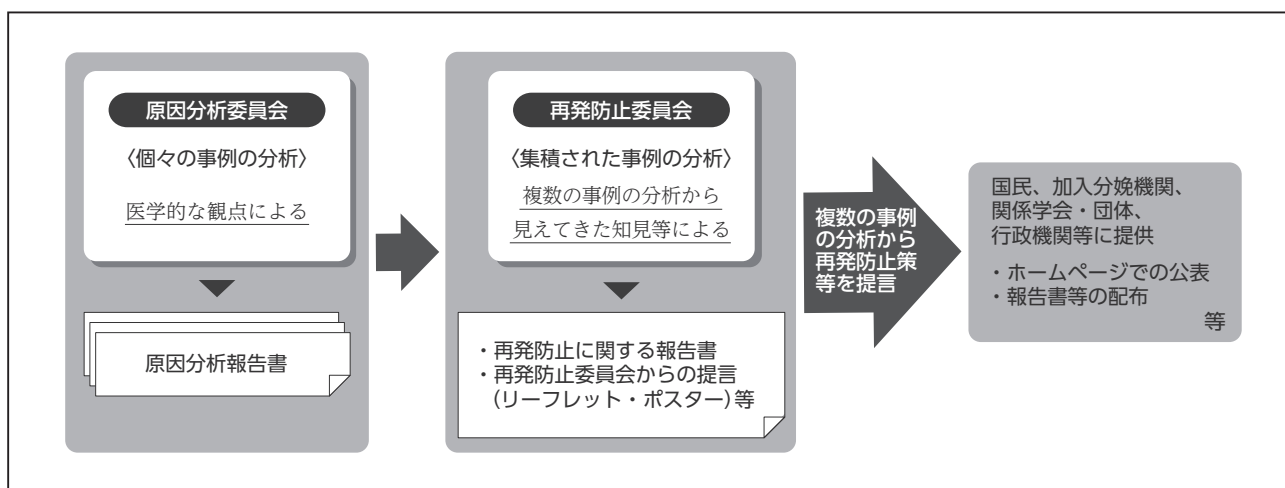 原因分析委員会
〈個々の事例の分析〉
医学的な観点による
原因分析報告書
再発防止委員会
〈集積された事例の分析〉
複数の事例の分析から
見えてきた知見等による
・再発防止に関する報告書
・再発防止委員会からの提言
(リーフレット・ポスター)等
複数の事例
の分析から
再発防止策
等を提言
国民、加入分娩機関、
関係学会・団体、
行政機関等に提供
・ホームページでの公表
・報告書等の配布
等